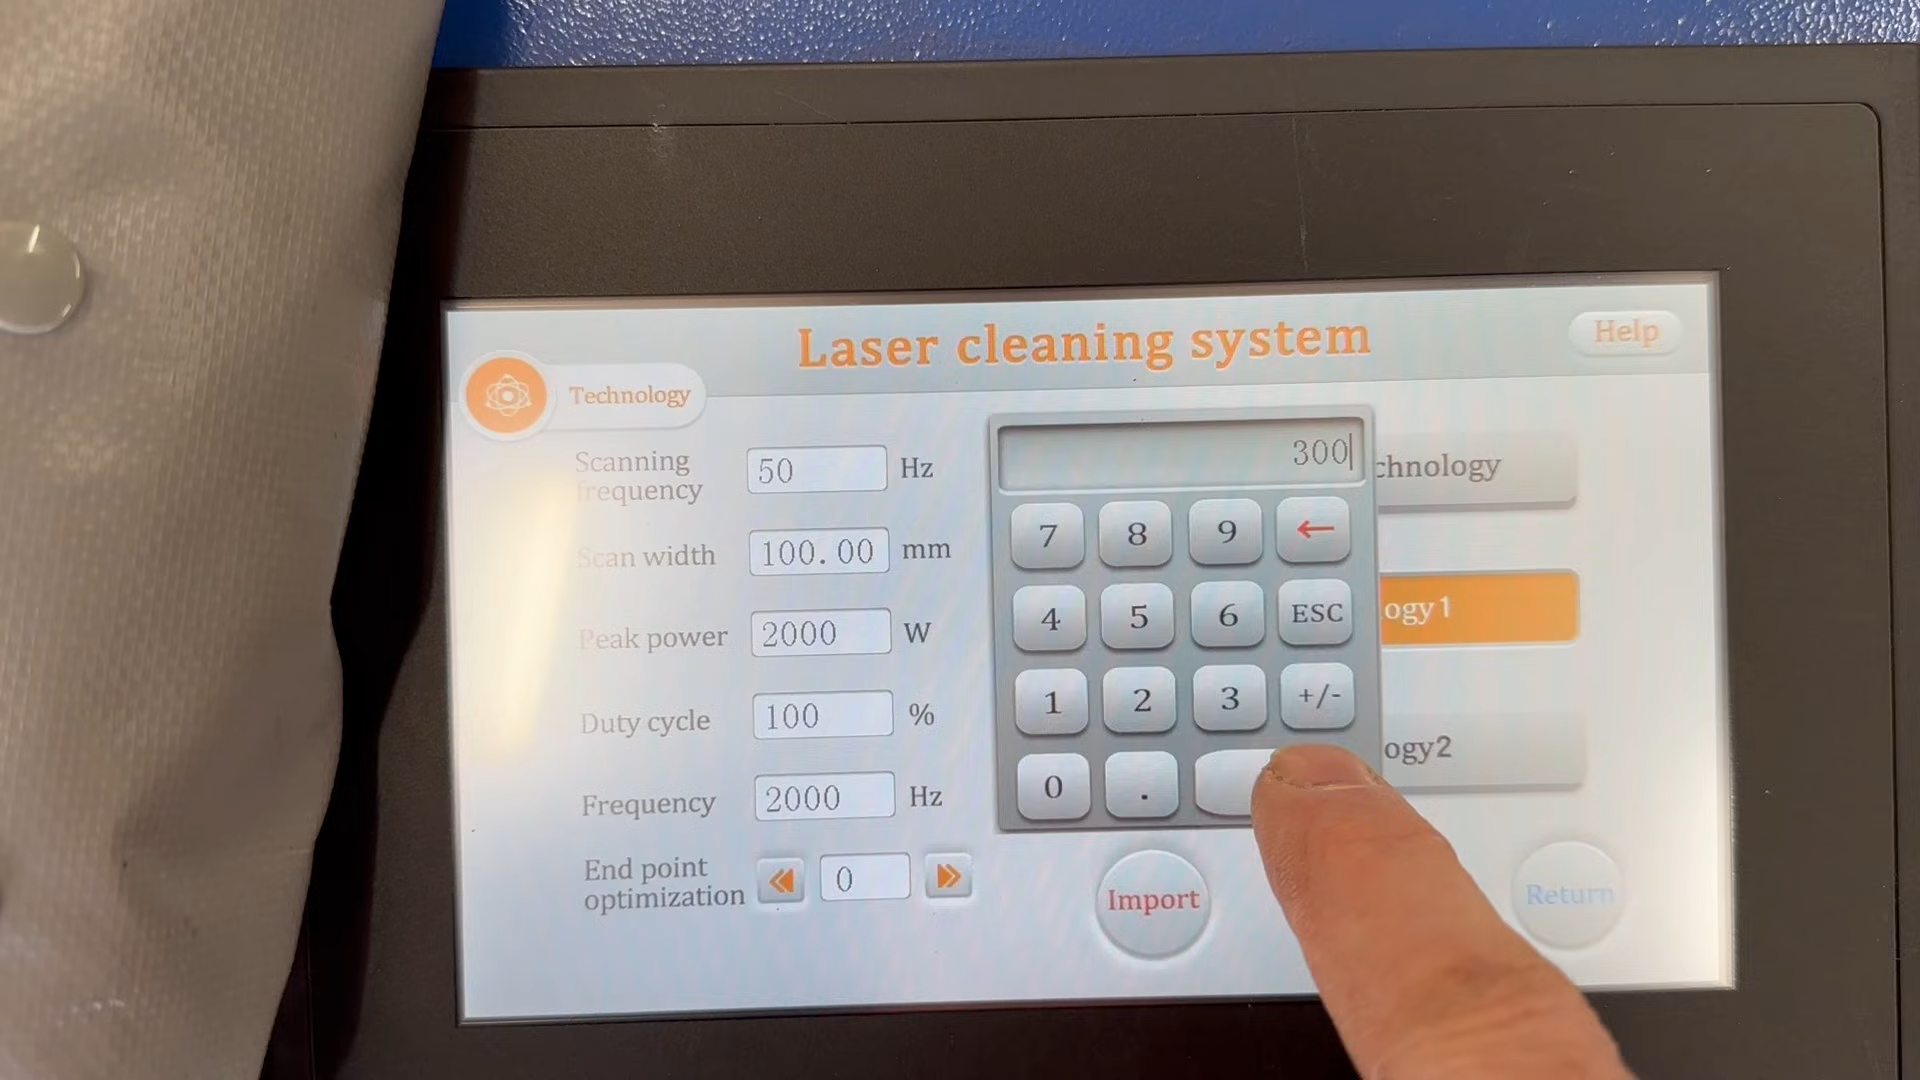 Laser cleaning system
Help
Technology
Scanning
frequency
50
Hz
Scan width
100.00
mm
Peak power
2000
W
Duty cycle
100
%
Frequency
2000
Hz
End point
optimization
0
300
7
8
9
←
4
5
6
ESC
1
2
3
+/-
0
.
chnology
ogy1
ogy2
Import
Return